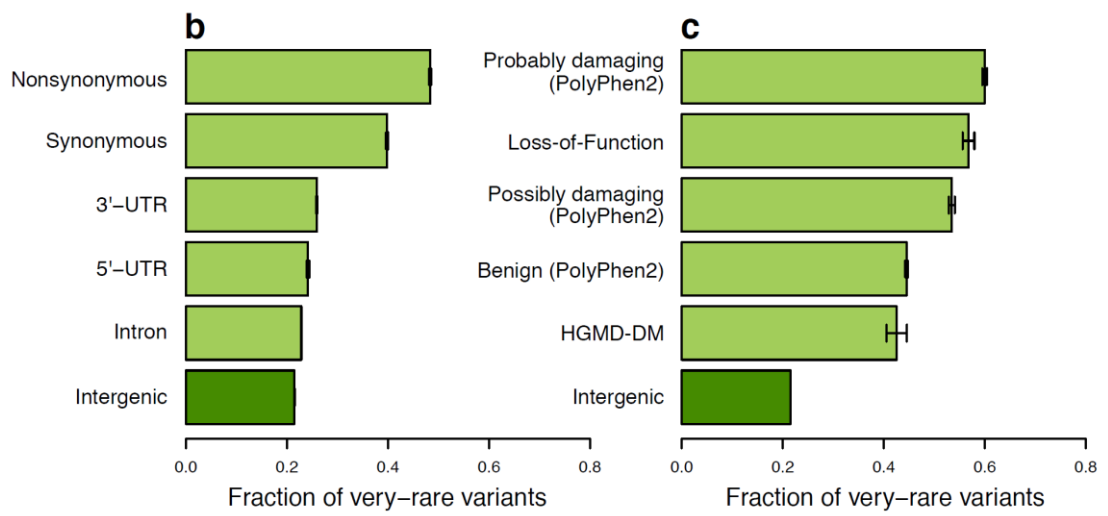 b
Nonsynonymous
Synonymous
3'−UTR
5'−UTR
Intron
Intergenic
0.0 0.2 0.4 0.6 0.8
Fraction of very−rare variants
c
Probably damaging
(PolyPhen2)
Loss-of-Function
Possibly damaging
(PolyPhen2)
Benign (PolyPhen2)
HGMD-DM
Intergenic
0.0 0.2 0.4 0.6 0.8
Fraction of very−rare variants